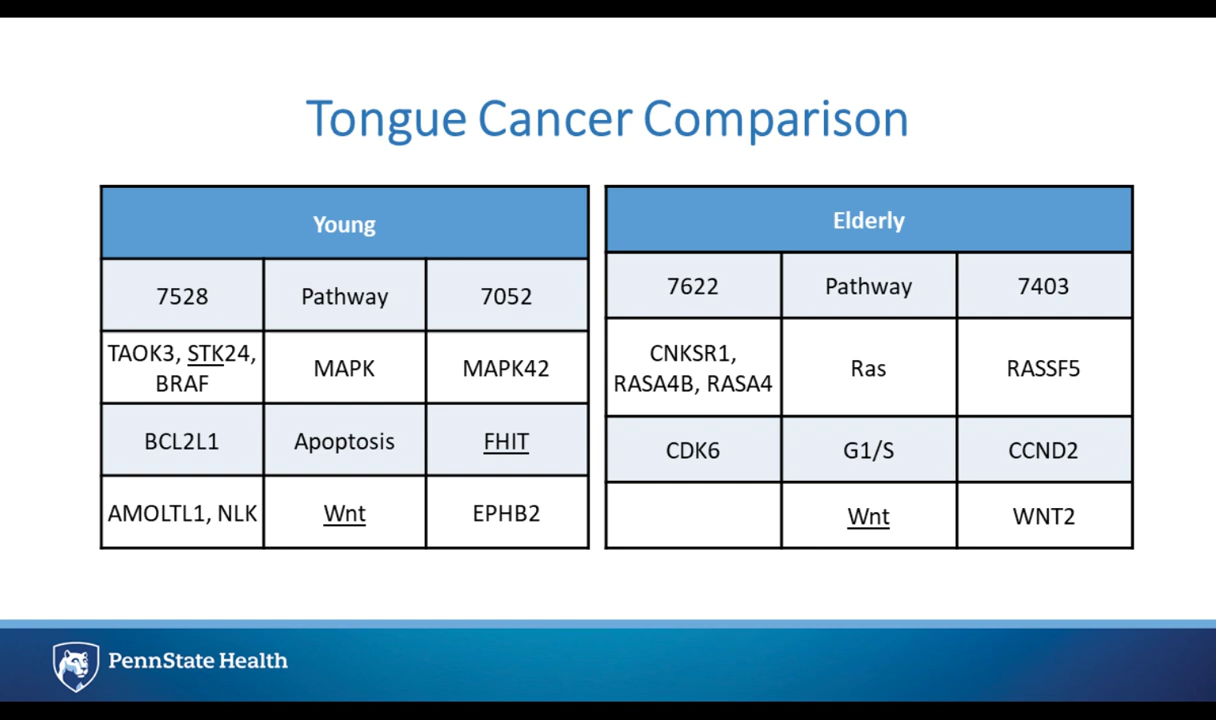 Tongue Cancer Comparison
Young
7528 Pathway 7052
TAOK3, STK24,
BRAF
MAPK
MAPK42
BCL2L1 Apoptosis FHIT
AMOLTL1, NLK Wnt EPHB2
Elderly
7622 Pathway 7403
CNKSR1,
RASA4B, RASA4
Ras
RASSF5
CDK6 G1/S CCND2
Wnt WNT2
PennState Health